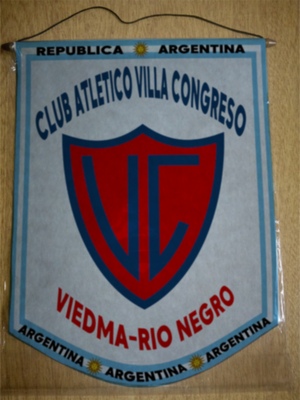 REPUBLICA ARGENTINA
CLUB ATLETICO VILLA CONGRESO
VC
VIEDMA-RIO NEGRO
ARGENTINA ARGENTINA ARGENTINA